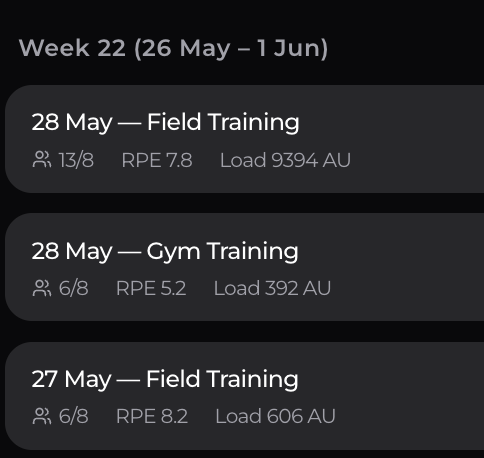 Week 22 (26 May – 1 Jun)
28 May — Field Training
13/8 RPE 7.8 Load 9394 AU
28 May — Gym Training
6/8 RPE 5.2 Load 392 AU
27 May — Field Training
6/8 RPE 8.2 Load 606 AU